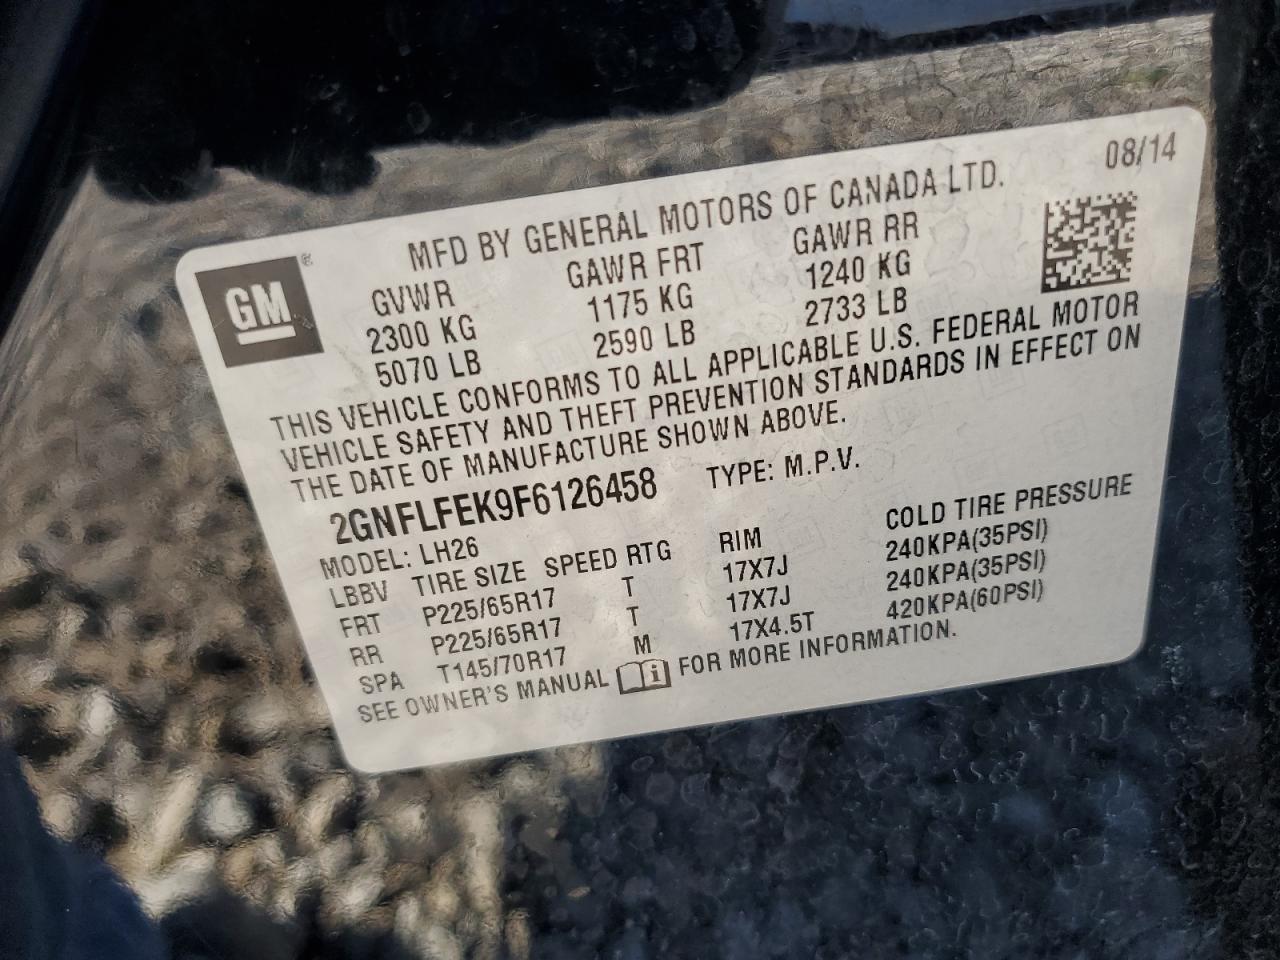 08/14
MFD BY GENERAL MOTORS OF CANADA LTD.
GM ®
GVWR GAWR FRT GAWR RR
2300 KG 1175 KG 1240 KG
5070 LB 2590 LB 2733 LB
THIS VEHICLE CONFORMS TO ALL APPLICABLE U.S. FEDERAL MOTOR
VEHICLE SAFETY AND THEFT PREVENTION STANDARDS IN EFFECT ON
THE DATE OF MANUFACTURE SHOWN ABOVE.
2GNFLFEK9F6126458 TYPE: M.P.V.
MODEL: LH26
LBBV TIRE SIZE SPEED RTG RIM COLD TIRE PRESSURE
FRT P225/65R17 T 17X7J 240KPA(35PSI)
RR P225/65R17 T 17X7J 240KPA(35PSI)
SPA T145/70R17 M 17X4.5T 420KPA(60PSI)
SEE OWNER'S MANUAL i FOR MORE INFORMATION.